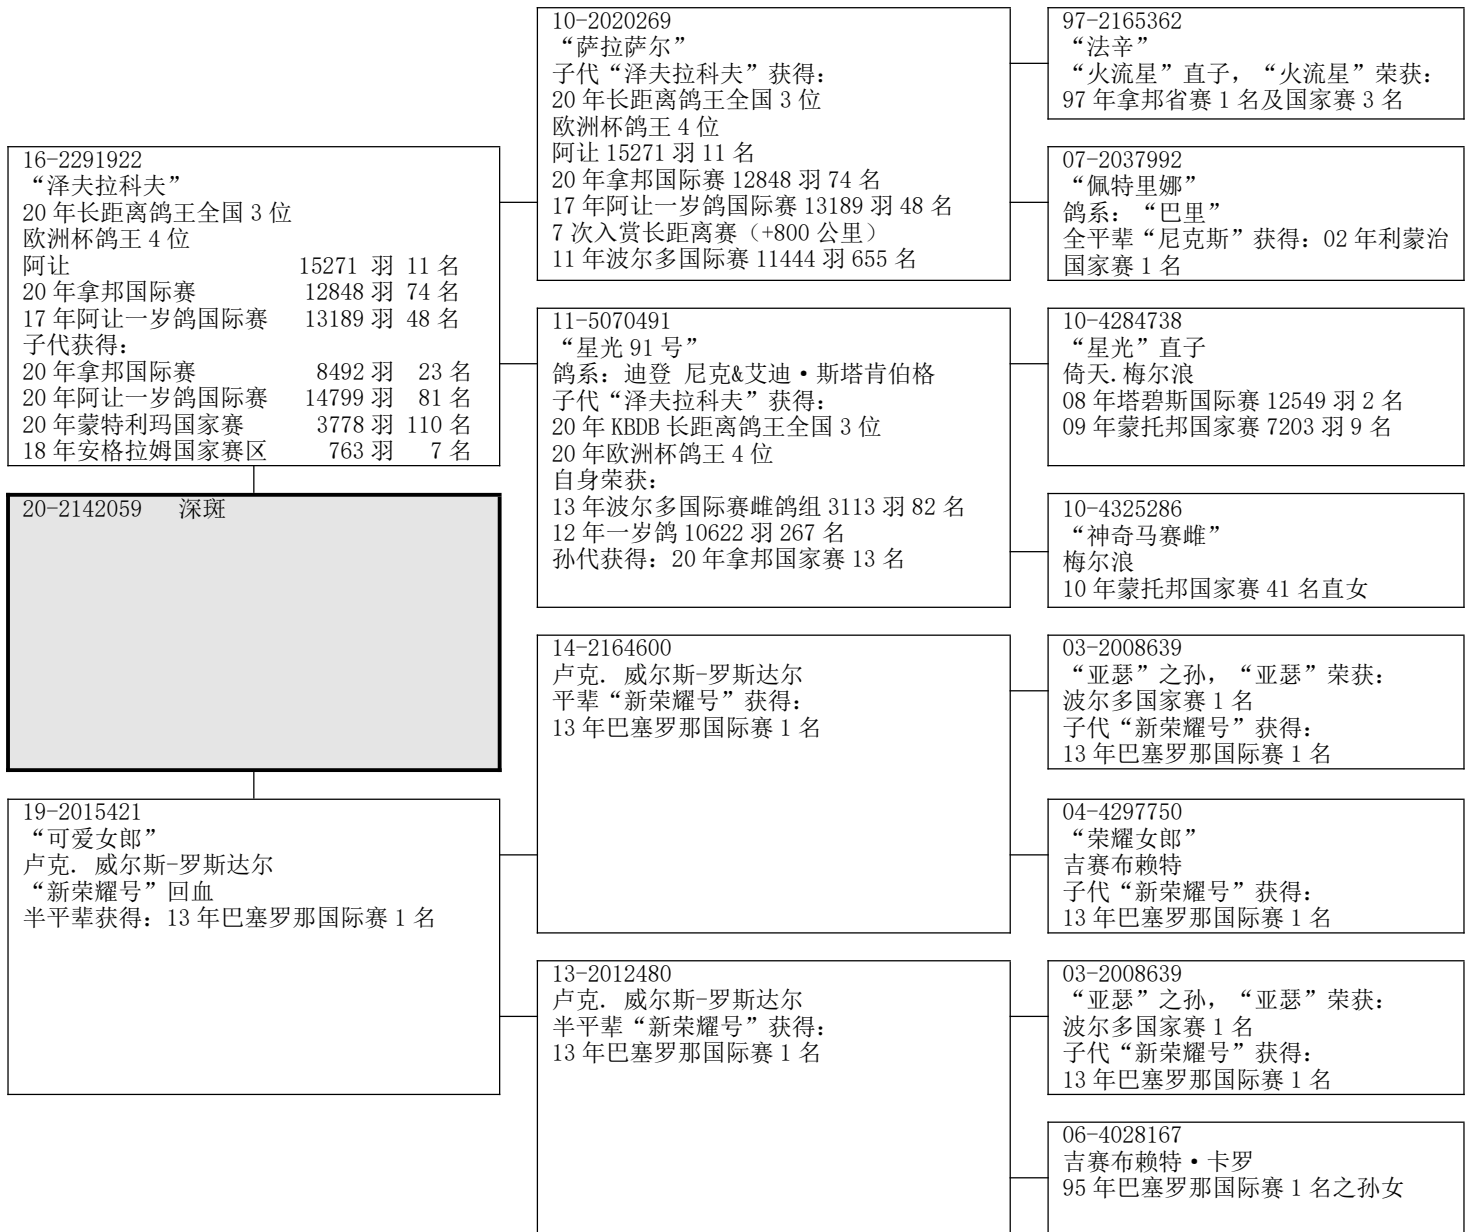 16-2291922
“泽夫拉科夫”
20 年长距离鸽王全国 3 位
欧洲杯鸽王 4 位
阿让 15271 羽 11 名
20 年拿邦国际赛 12848 羽 74 名
17 年阿让一岁鸽国际赛 13189 羽 48 名
子代获得：
20 年拿邦国际赛 8492 羽 23 名
20 年阿让一岁鸽国际赛 14799 羽 81 名
20 年蒙特利玛国家赛 3778 羽 110 名
18 年安格拉姆国家赛区 763 羽 7 名
20-2142059 深斑
19-2015421
“可爱女郎”
卢克. 威尔斯-罗斯达尔
“新荣耀号”回血
半平辈获得：13 年巴塞罗那国际赛 1 名
10-2020269
“萨拉萨尔”
子代“泽夫拉科夫”获得：
20 年长距离鸽王全国 3 位
欧洲杯鸽王 4 位
阿让 15271 羽 11 名
20 年拿邦国际赛 12848 羽 74 名
17 年阿让一岁鸽国际赛 13189 羽 48 名
7 次入赏长距离赛（+800 公里）
11 年波尔多国际赛 11444 羽 655 名
11-5070491
“星光 91 号”
鸽系：迪登 尼克&艾迪•斯塔肯伯格
子代“泽夫拉科夫”获得：
20 年 KBDB 长距离鸽王全国 3 位
20 年欧洲杯鸽王 4 位
自身荣获：
13 年波尔多国际赛雌鸽组 3113 羽 82 名
12 年一岁鸽 10622 羽 267 名
孙代获得：20 年拿邦国家赛 13 名
14-2164600
卢克. 威尔斯-罗斯达尔
平辈“新荣耀号”获得：
13 年巴塞罗那国际赛 1 名
13-2012480
卢克. 威尔斯-罗斯达尔
半平辈“新荣耀号”获得：
13 年巴塞罗那国际赛 1 名
97-2165362
“法辛”
“火流星”直子，“火流星”荣获：
97 年拿邦省赛 1 名及国家赛 3 名
07-2037992
“佩特里娜”
鸽系：“巴里”
全平辈“尼克斯”获得：02 年利蒙治
国家赛 1 名
10-4284738
“星光”直子
倚天.梅尔浪
08 年塔碧斯国际赛 12549 羽 2 名
09 年蒙托邦国家赛 7203 羽 9 名
10-4325286
“神奇马赛雌”
梅尔浪
10 年蒙托邦国家赛 41 名直女
03-2008639
“亚瑟”之孙，“亚瑟”荣获：
波尔多国家赛 1 名
子代“新荣耀号”获得：
13 年巴塞罗那国际赛 1 名
04-4297750
“荣耀女郎”
吉赛布赖特
子代“新荣耀号”获得：
13 年巴塞罗那国际赛 1 名
03-2008639
“亚瑟”之孙，“亚瑟”荣获：
波尔多国家赛 1 名
子代“新荣耀号”获得：
13 年巴塞罗那国际赛 1 名
06-4028167
吉赛布赖特•卡罗
95 年巴塞罗那国际赛 1 名之孙女